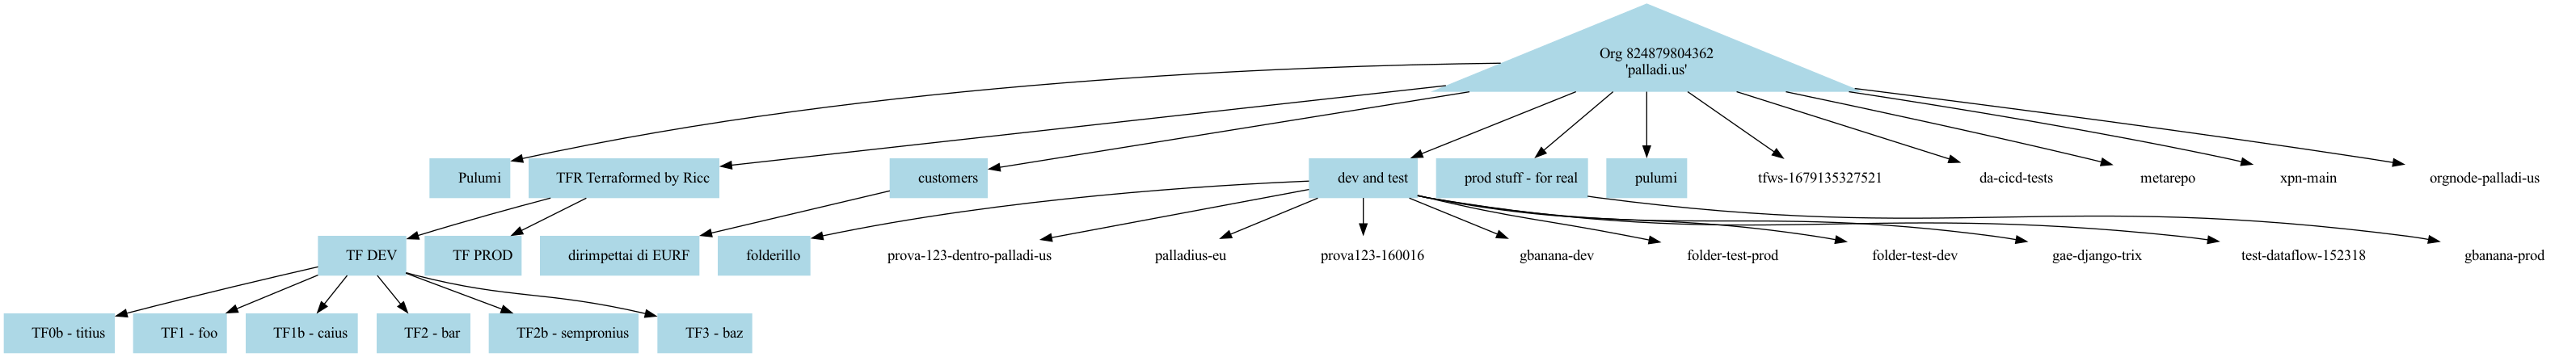 Org 824879804362
'palladi.us'
Pulumi
TFR Terraformed by Ricc
customers
dev and test
prod stuff - for real
pulumi
tfws-1679135327521
da-cicd-tests
metarepo
xpn-main
orgnode-palladi-us
TF DEV
TF PROD
dirimpettai di EURF
folderillo
prova-123-dentro-palladi-us
palladius-eu
prova123-160016
gbanana-dev
folder-test-prod
folder-test-dev
gae-django-trix
test-dataflow-152318
gbanana-prod
TF0b - titius
TF1 - foo
TF1b - caius
TF2 - bar
TF2b - sempronius
TF3 - baz